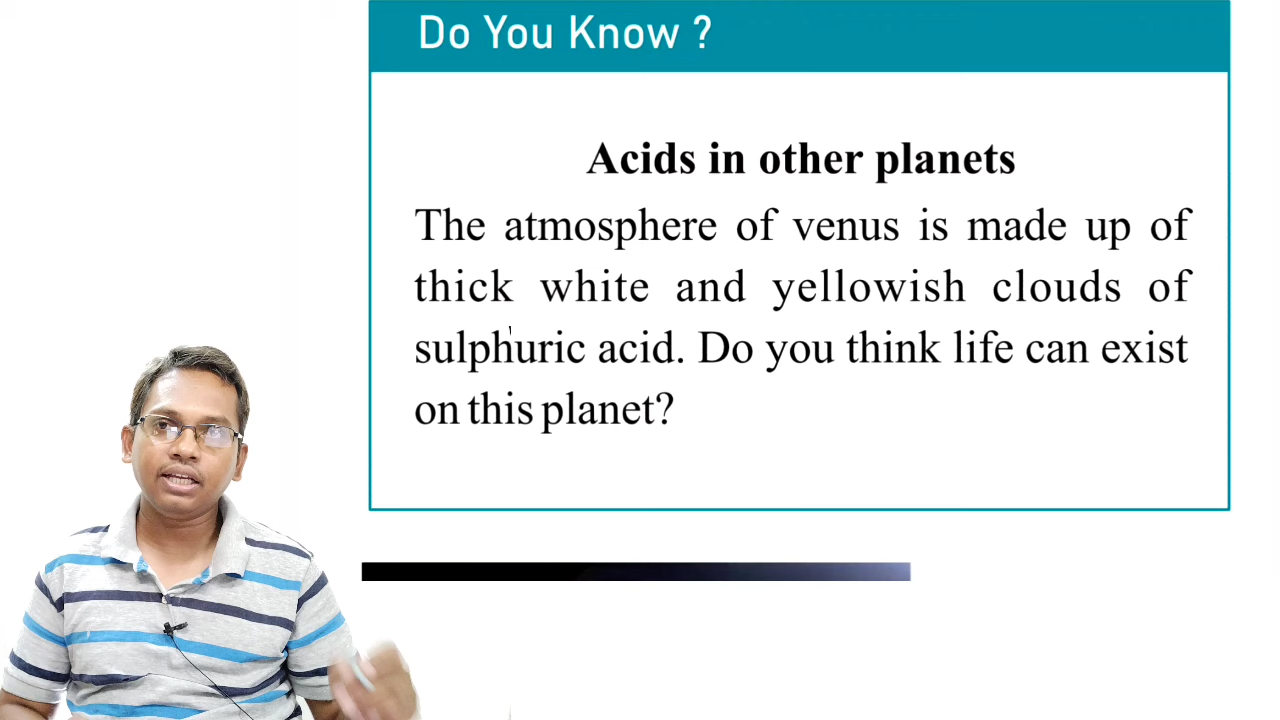 Do You Know ?
Acids in other planets
The atmosphere of venus is made up of
thick white and yellowish clouds of
sulphuric acid. Do you think life can exist
on this planet?